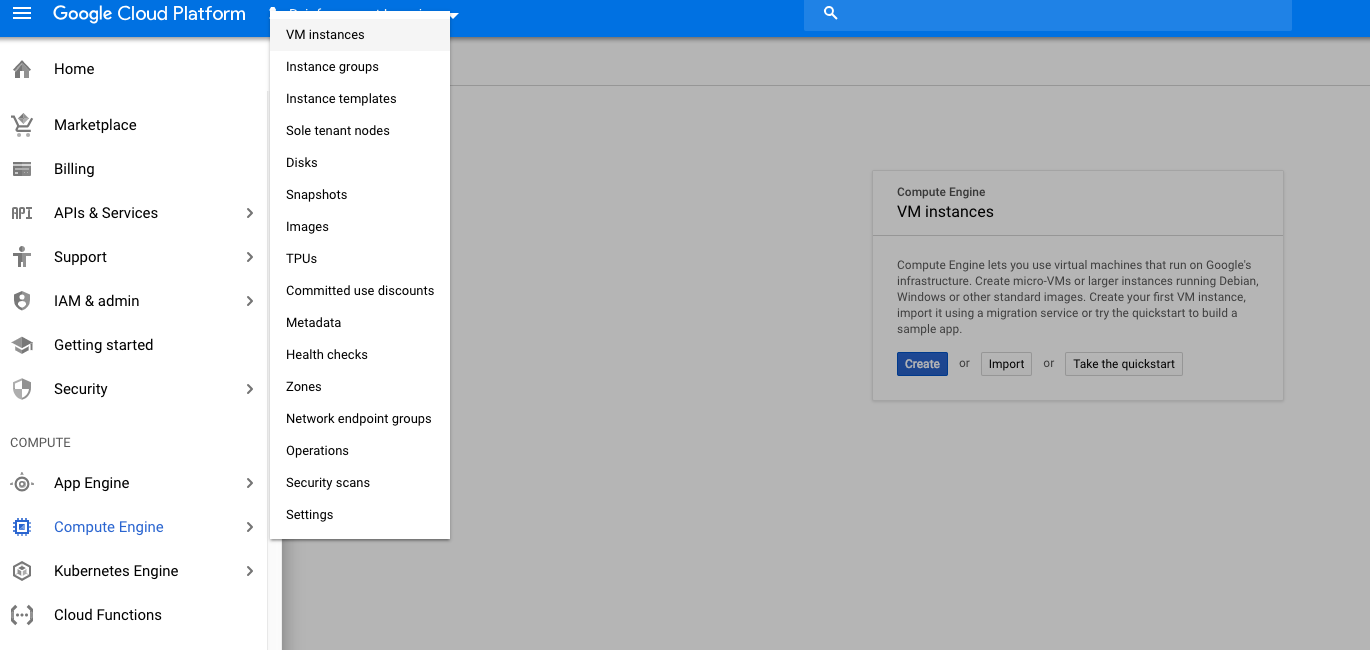 Google Cloud Platform
Home
Marketplace
Billing
API APIs & Services
Support
IAM & admin
Getting started
Security
COMPUTE
App Engine
Compute Engine
Kubernetes Engine
Cloud Functions
VM instances
Instance groups
Instance templates
Sole tenant nodes
Disks
Snapshots
Images
TPUs
Committed use discounts
Metadata
Health checks
Zones
Network endpoint groups
Operations
Security scans
Settings
Compute Engine
VM instances
Compute Engine lets you use virtual machines that run on Google's
infrastructure. Create micro-VMs or larger instances running Debian,
Windows or other standard images. Create your first VM instance,
import it using a migration service or try the quickstart to build a
sample app.
Create or Import or Take the quickstart